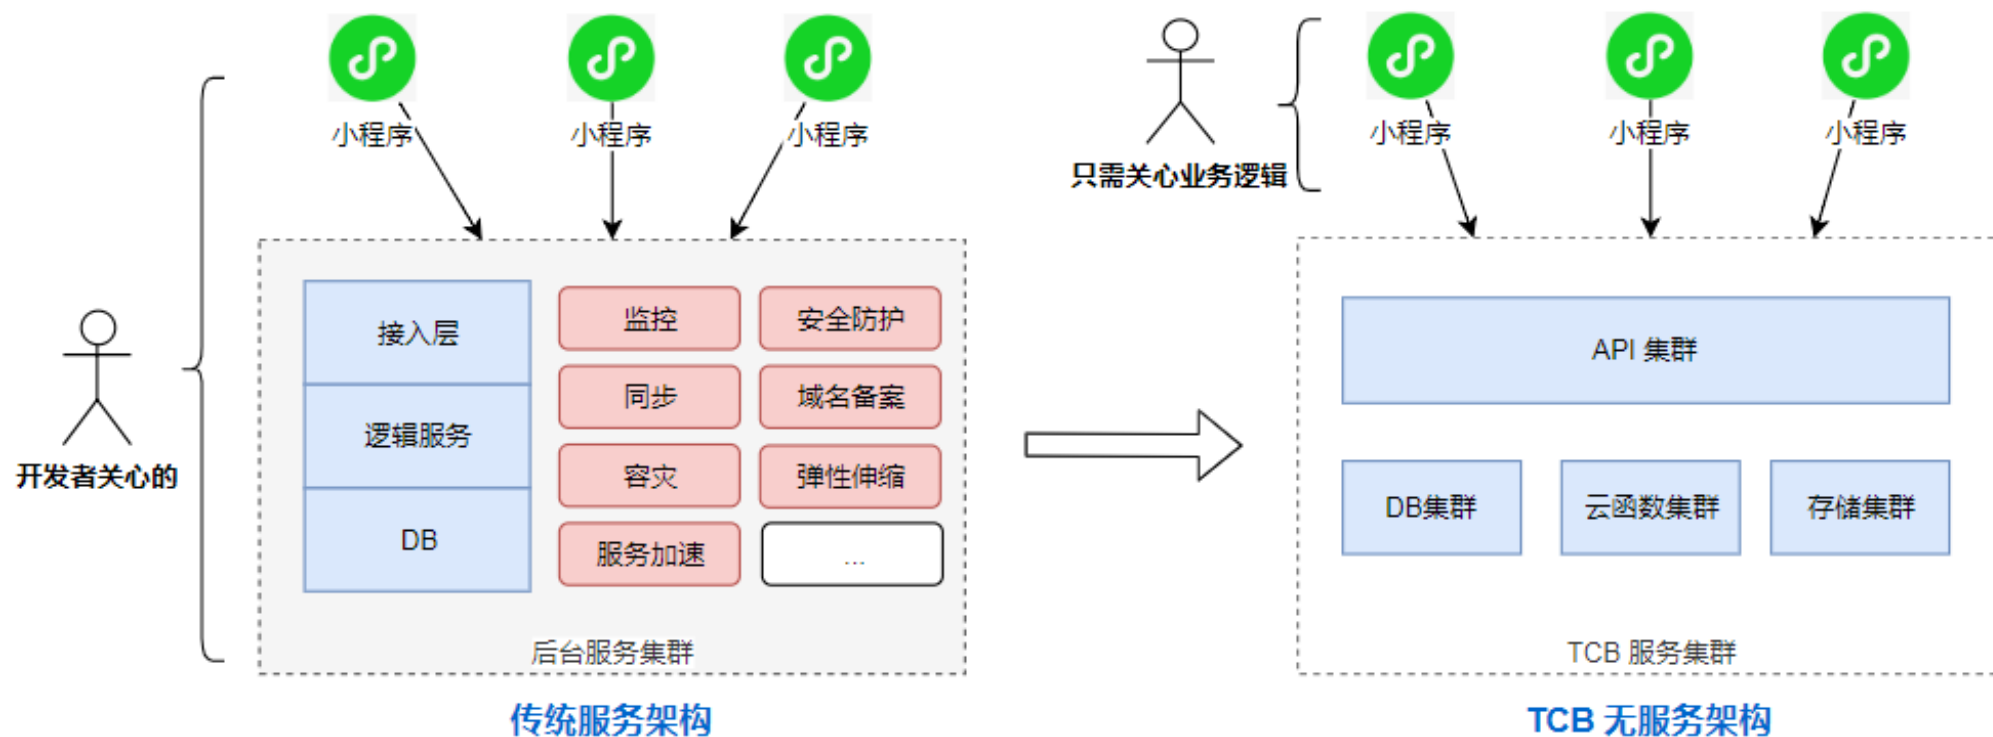 小程序
小程序
小程序
开发者关心的
接入层
逻辑服务
DB
监控
安全防护
同步
域名备案
容灾
弹性伸缩
服务加速
...
后台服务集群
传统服务架构
只需关心业务逻辑
小程序
小程序
小程序
API 集群
DB集群
云函数集群
存储集群
TCB 服务集群
TCB 无服务架构